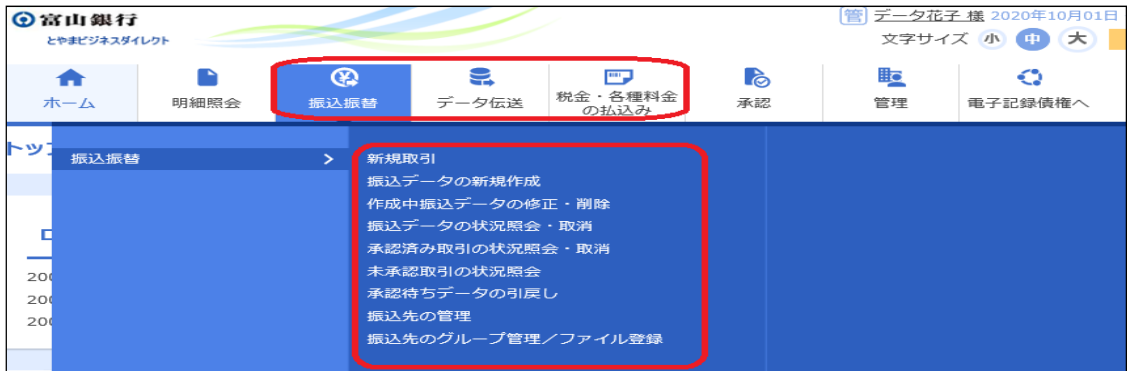 富山銀行
とやまビジネスダイレクト
管 データ花子 様 2020年10月01日
文字サイズ 小 中 大
ホーム
明細照会
振込振替
データ伝送
税金・各種料金
の払込み
承認
管理
電子記録債権へ
トップ
振込振替 >
新規取引
振込データの新規作成
作成中振込データの修正・削除
振込データの状況照会・取消
承認済み取引の状況照会・取消
未承認取引の状況照会
承認待ちデータの引戻し
振込先の管理
振込先のグループ管理/ファイル登録
200
200
200